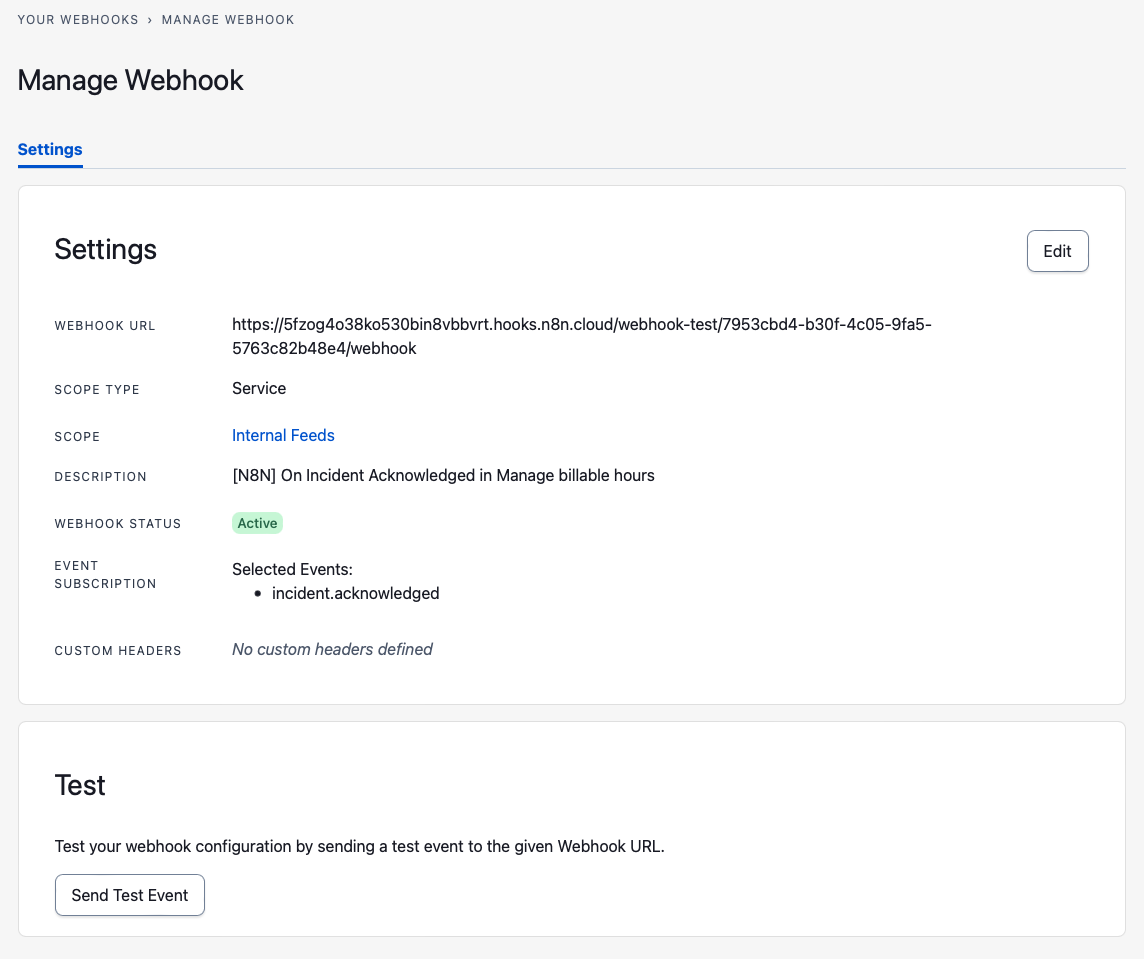 YOUR WEBHOOKS › MANAGE WEBHOOK
Manage Webhook
Settings
Settings
Edit
WEBHOOK URL
https://5fzog4o38ko530bin8vbbvrt.hooks.n8n.cloud/webhook-test/7953cbd4-b30f-4c05-9fa5-
5763c82b48e4/webhook
SCOPE TYPE
Service
SCOPE
Internal Feeds
DESCRIPTION
[N8N] On Incident Acknowledged in Manage billable hours
WEBHOOK STATUS
Active
EVENT
SUBSCRIPTION
Selected Events:
• incident.acknowledged
CUSTOM HEADERS
No custom headers defined
Test
Test your webhook configuration by sending a test event to the given Webhook URL.
Send Test Event